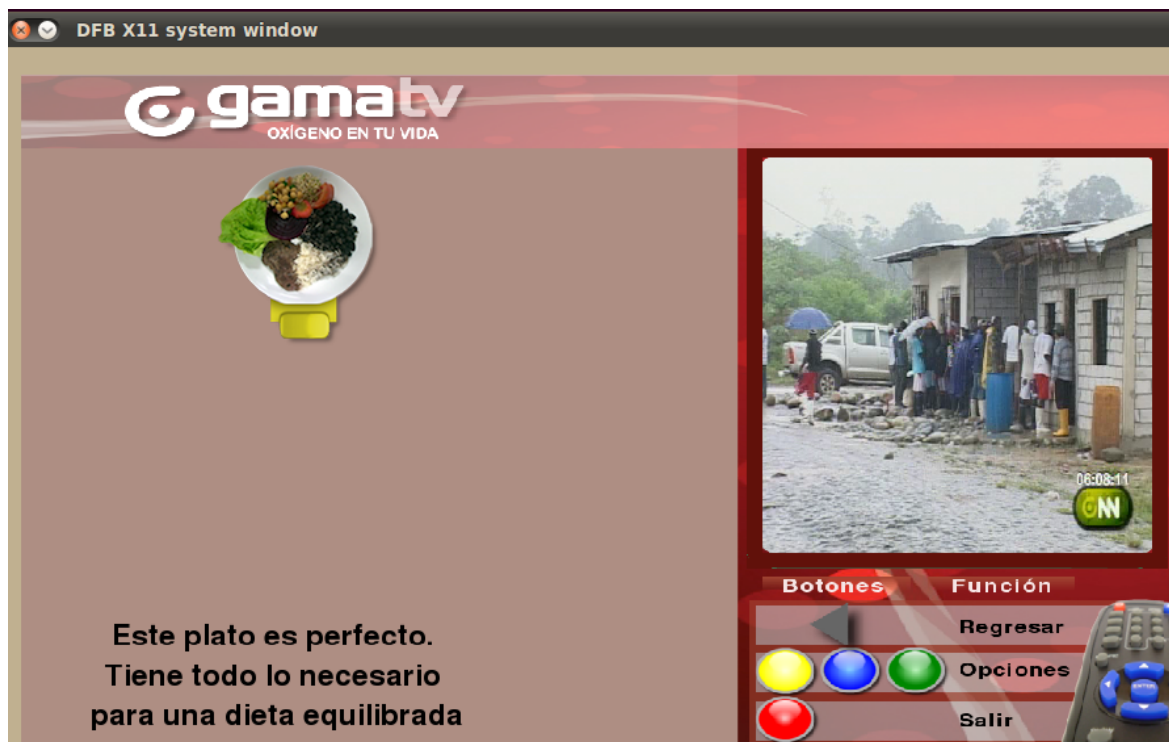 DFB X11 system window
gamatv
OXÍGENO EN TU VIDA
06:08:11
GNN
Botones Función
Regresar
Opciones
Salir
Este plato es perfecto.
Tiene todo lo necesario
para una dieta equilibrada